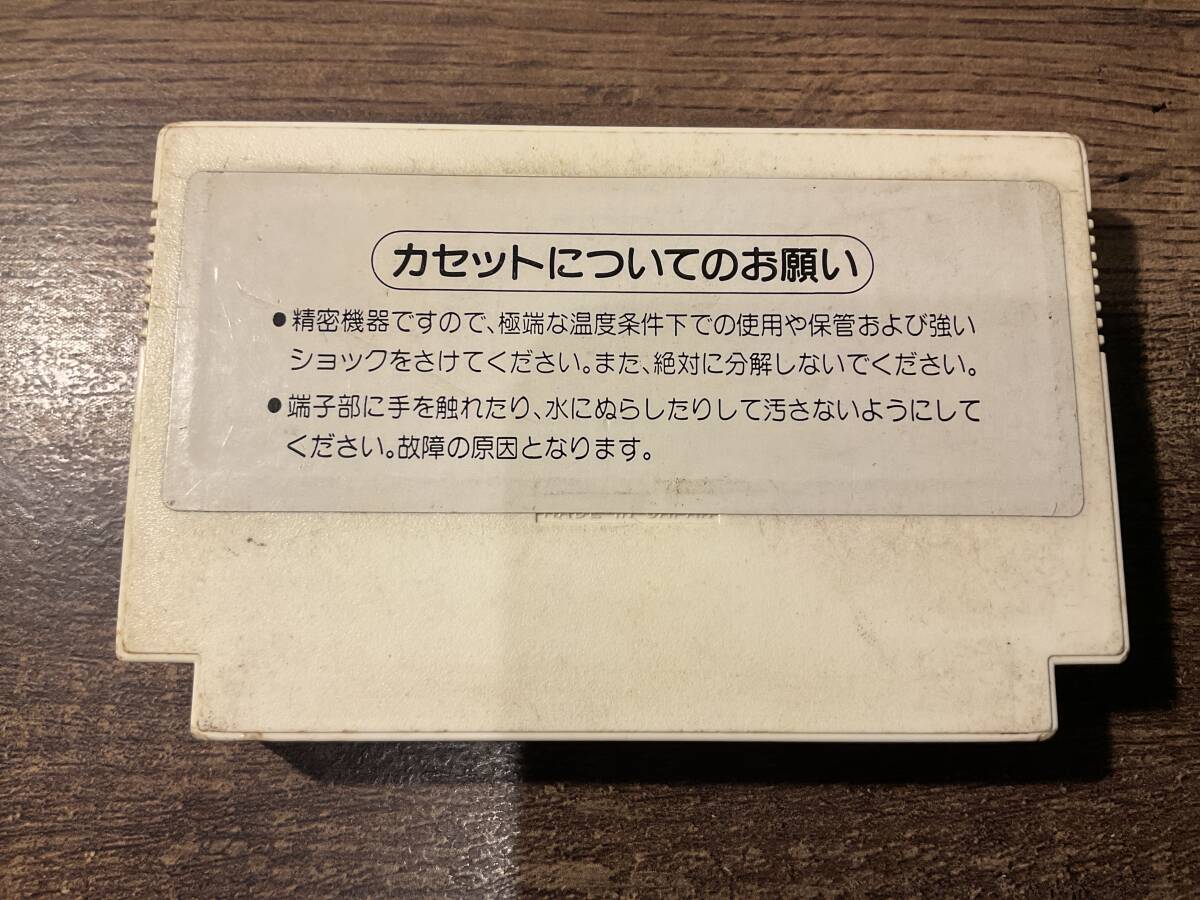 カセットについてのお願い
●精密機器ですので、極端な温度条件下での使用や保管および強い
ショックをさけてください。また、絶対に分解しないでください。
●端子部に手を触れたり、水にぬらしたりして汚さないようにして
ください。故障の原因となります。
MADE IN JAPAN